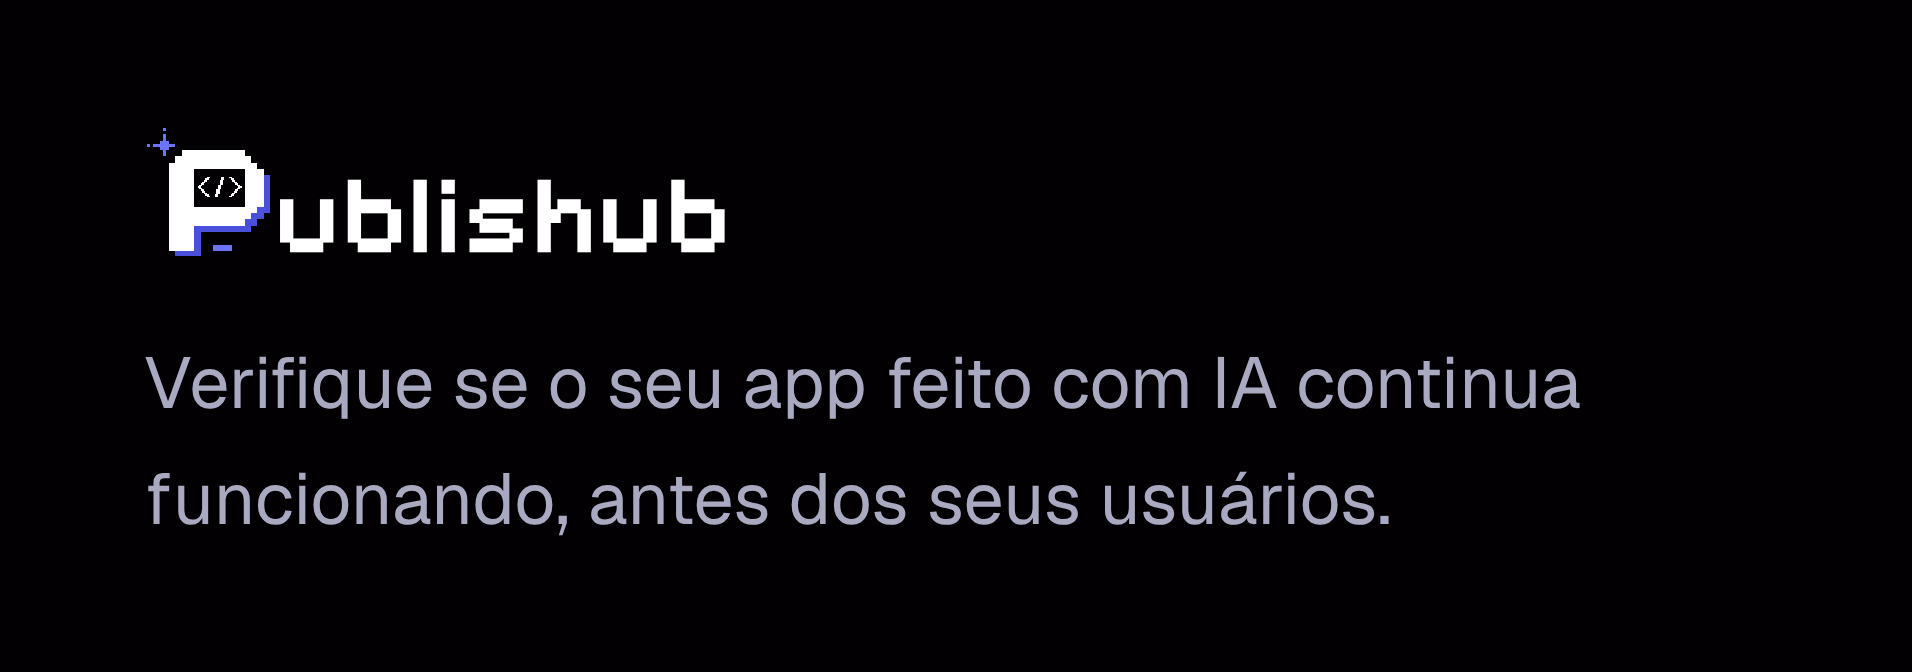 </>
Publishub
Verifique se o seu app feito com IA continua
funcionando, antes dos seus usuários.